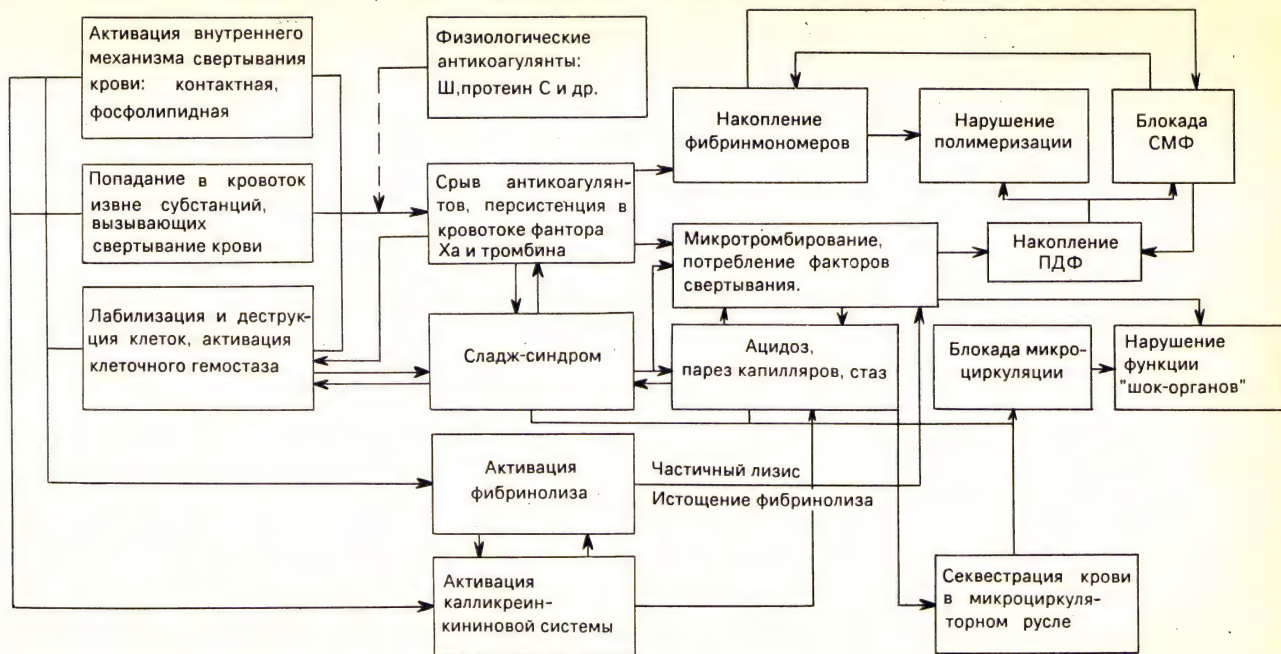 Активация внутреннего
механизма свертывания
крови: контактная,
фосфолипидная
Физиологические
антикоагулянты:
Ш,протеин С и др.
Накопление
фибринмономеров
Нарушение
полимеризации
Блокада
СМФ
Попадание в кровоток
извне субстанций,
вызывающих
свертывание крови
Срыв антикоагулян-
тов, персистенция в
кровотоке фантора
Ха и тромбина
Микротромбирование,
потребление факторов
свертывания.
Накопление
ПДФ
Лабилизация и деструк-
ция клеток, активация
клеточного гемостаза
Сладж-синдром
Ацидоз,
парез капилляров, стаз
Блокада микро-
циркуляции
Нарушение
функции
"шок-органов"
Активация
фибринолиза
Частичный лизис
Истощение фибринолиза
Активация
калликреин-
кининовой системы
Секвестрация крови
в микроциркуля-
торном русле